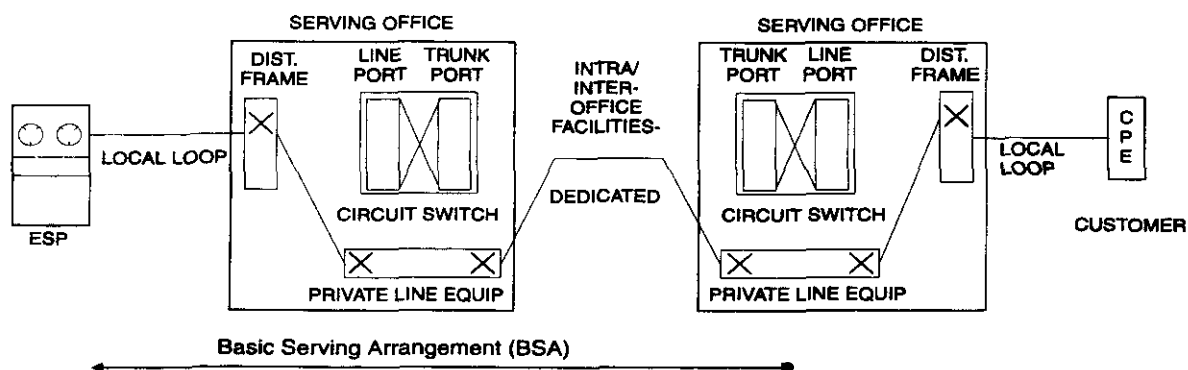 SERVING OFFICE
SERVING OFFICE
DIST.
FRAME
LINE
PORT
TRUNK
PORT
INTRA/
INTER-
OFFICE
FACILITIES-
DEDICATED
TRUNK
PORT
LINE
PORT
DIST.
FRAME
LOCAL LOOP
LOCAL
LOOP
C
P
E
ESP
CIRCUIT SWITCH
CIRCUIT SWITCH
CUSTOMER
PRIVATE LINE EQUIP
PRIVATE LINE EQUIP
Basic Serving Arrangement (BSA)